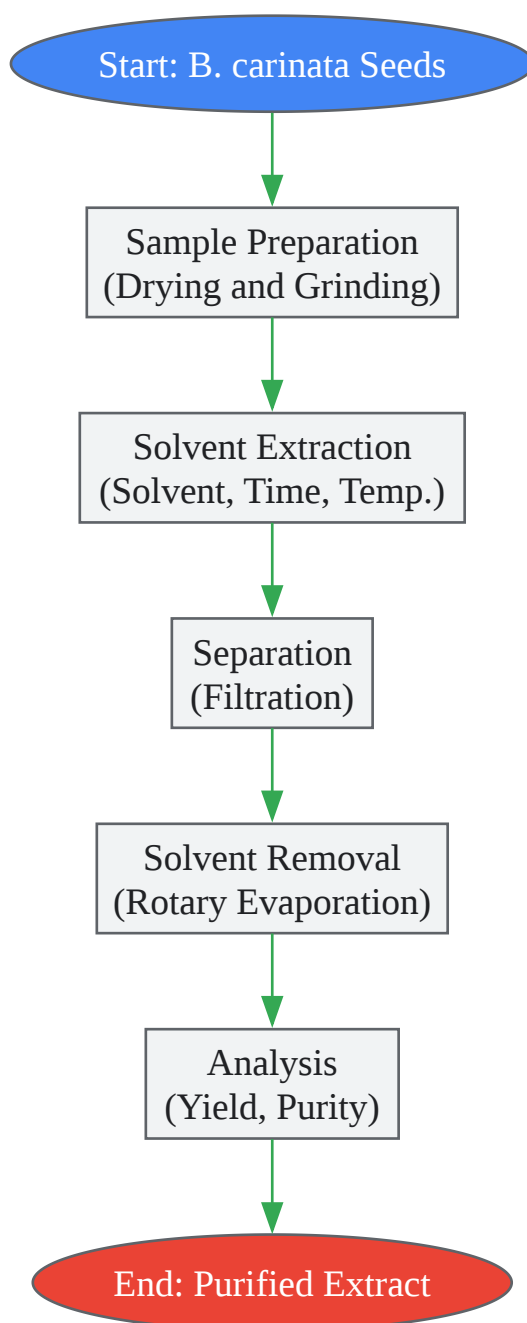 Start: B. carinata Seeds
Sample Preparation
(Drying and Grinding)
Solvent Extraction
(Solvent, Time, Temp.)
Separation
(Filtration)
Solvent Removal
(Rotary Evaporation)
Analysis
(Yield, Purity)
End: Purified Extract